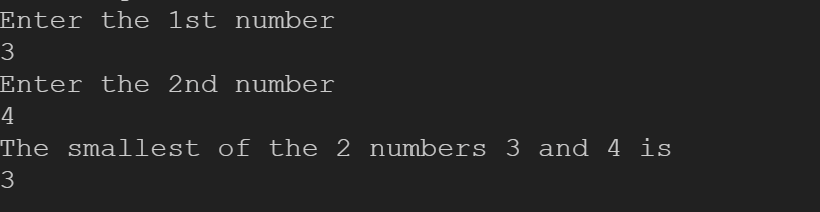 Enter the 1st number
3
Enter the 2nd number
4
The smallest of the 2 numbers 3 and 4 is
3